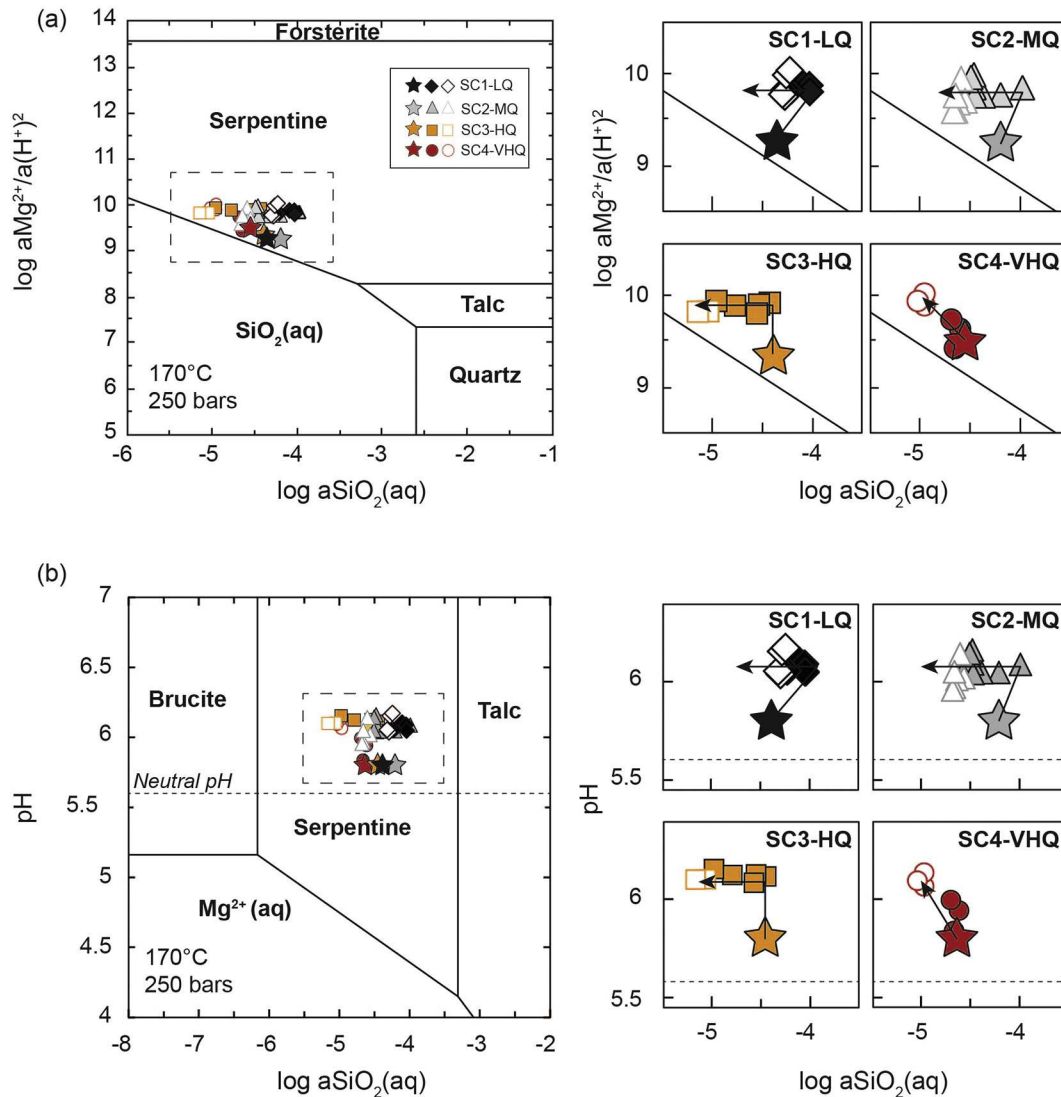 (a)
14
13
12
11
10
9
8
7
6
5
-6
-5
-4
-3
-2
-1
log aMg²⁺/a(H⁺)²
log aSiO₂(aq)
Forsterite
Serpentine
SC1-LQ
SC2-MQ
SC3-HQ
SC4-VHQ
SiO₂(aq)
Talc
Quartz
170°C
250 bars
SC1-LQ
SC2-MQ
10
9
log aMg²⁺/a(H⁺)²
SC3-HQ
SC4-VHQ
10
9
-5
-4
-5
-4
log aSiO₂(aq)
(b)
7
6.5
6
5.5
5
4.5
4
-8
-7
-6
-5
-4
-3
-2
pH
log aSiO₂(aq)
Brucite
Talc
Neutral pH
Serpentine
Mg²⁺ (aq)
170°C
250 bars
SC1-LQ
SC2-MQ
6
5.5
pH
SC3-HQ
SC4-VHQ
6
5.5
-5
-4
-5
-4
log aSiO₂(aq)